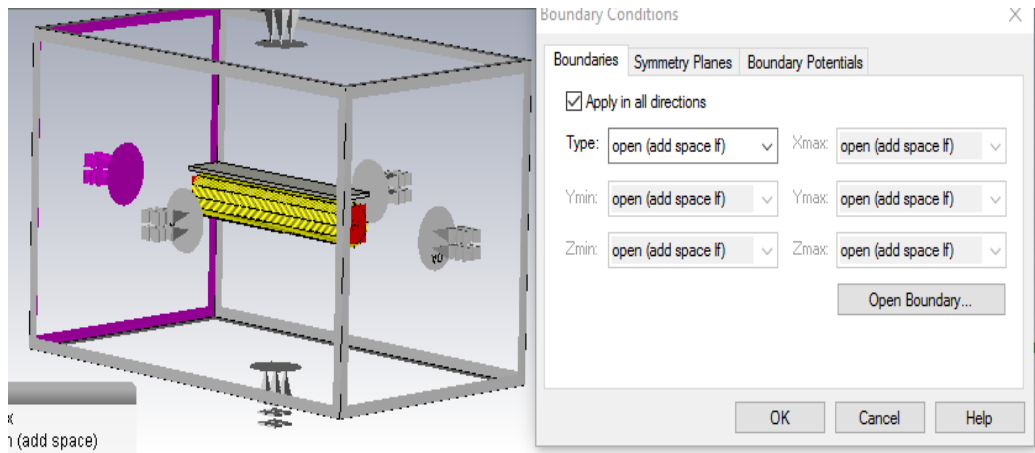 Boundary Conditions
Boundaries Symmetry Planes Boundary Potentials
Apply in all directions
Type: open (add space lf) Xmax: open (add space lf)
Ymin: open (add space lf) Ymax: open (add space lf)
Zmin: open (add space lf) Zmax: open (add space lf)
Open Boundary...
OK Cancel Help
(add space)